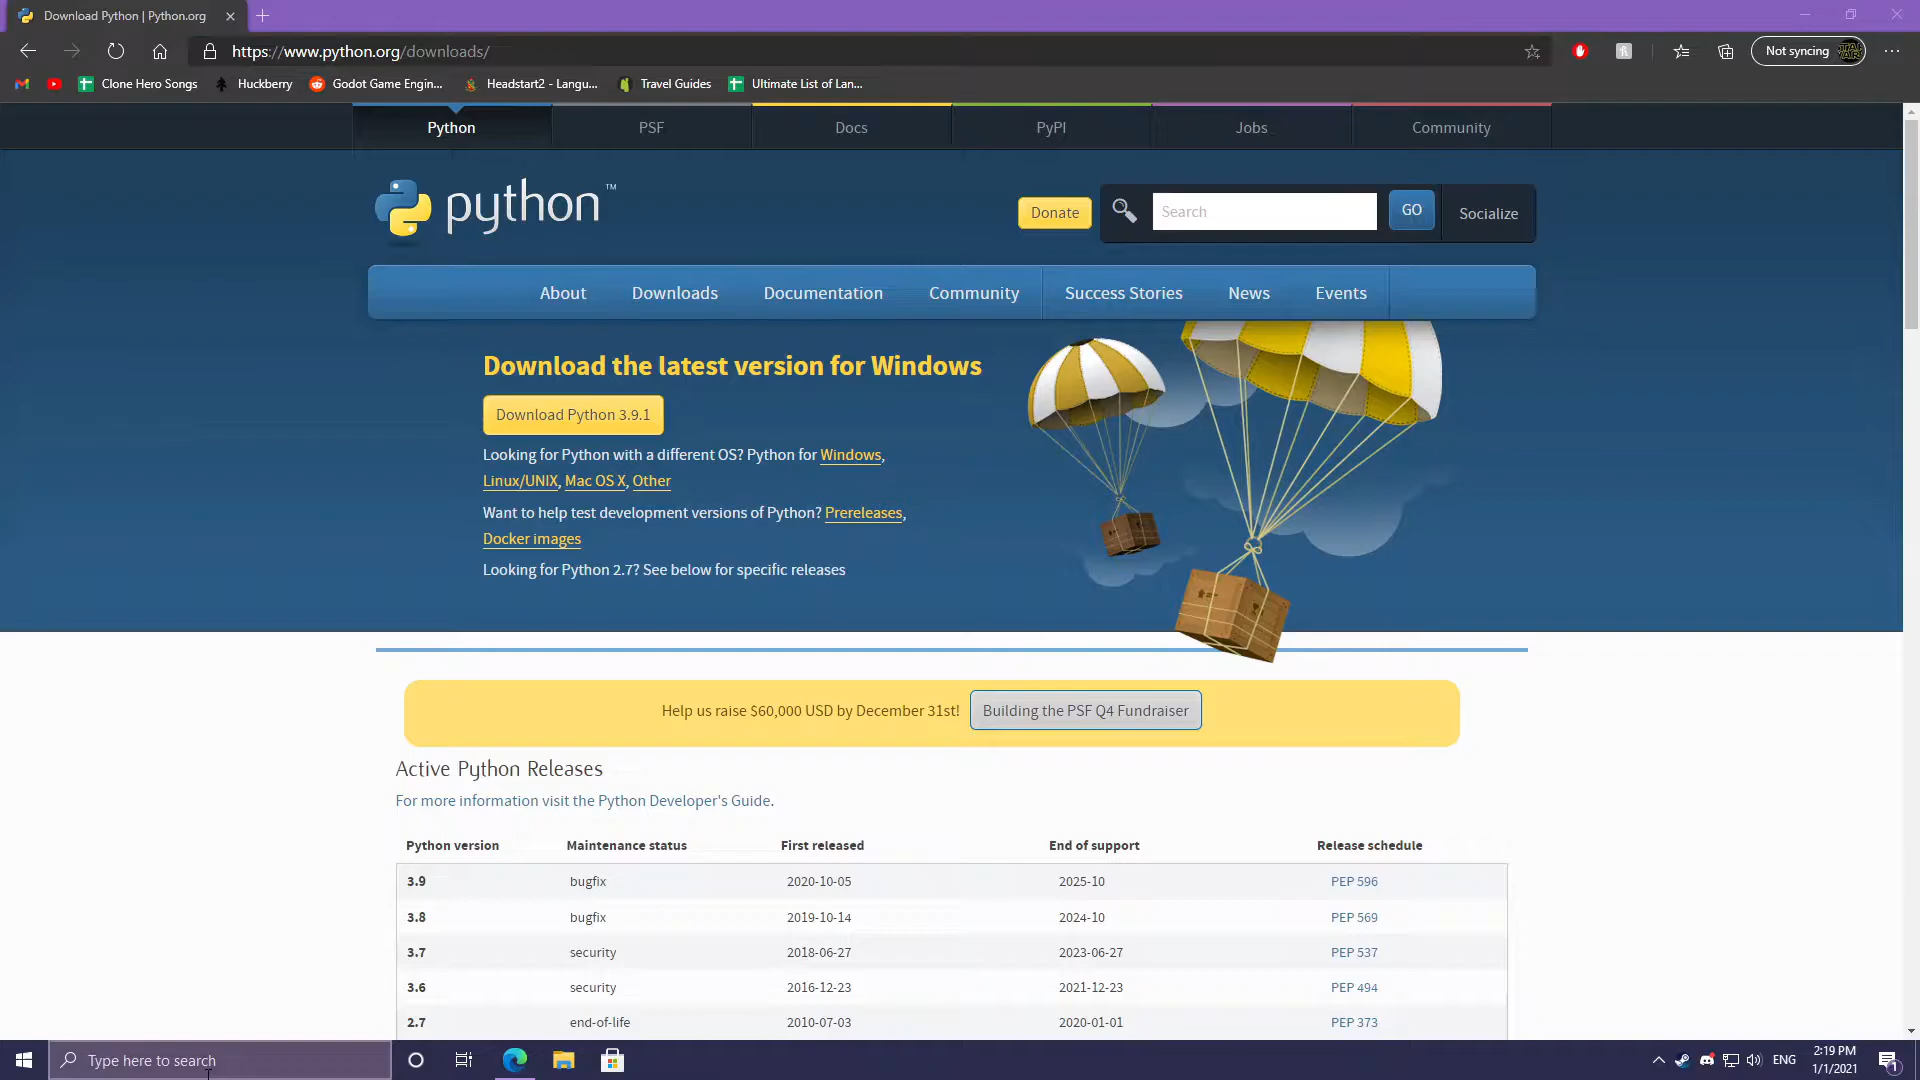 Download Python | Python.org
https://www.python.org/downloads/
Not syncing
Clone Hero Songs
Huckberry
Godot Game Engin...
Headstart2 - Langu...
Travel Guides
Ultimate List of Lan...
Python
PSF
Docs
PyPI
Jobs
Community
python™
Donate
Search
GO
Socialize
About
Downloads
Documentation
Community
Success Stories
News
Events
Download the latest version for Windows
Download Python 3.9.1
Looking for Python with a different OS? Python for Windows,
Linux/UNIX, Mac OS X, Other
Want to help test development versions of Python? Prereleases,
Docker images
Looking for Python 2.7? See below for specific releases
Help us raise $60,000 USD by December 31st!
Building the PSF Q4 Fundraiser
Active Python Releases
For more information visit the Python Developer's Guide.
Python version Maintenance status First released End of support Release schedule
3.9 bugfix 2020-10-05 2025-10 PEP 596
3.8 bugfix 2019-10-14 2024-10 PEP 569
3.7 security 2018-06-27 2023-06-27 PEP 537
3.6 security 2016-12-23 2021-12-23 PEP 494
2.7 end-of-life 2010-07-03 2020-01-01 PEP 373
Type here to search
ENG
2:19 PM
1/1/2021
1